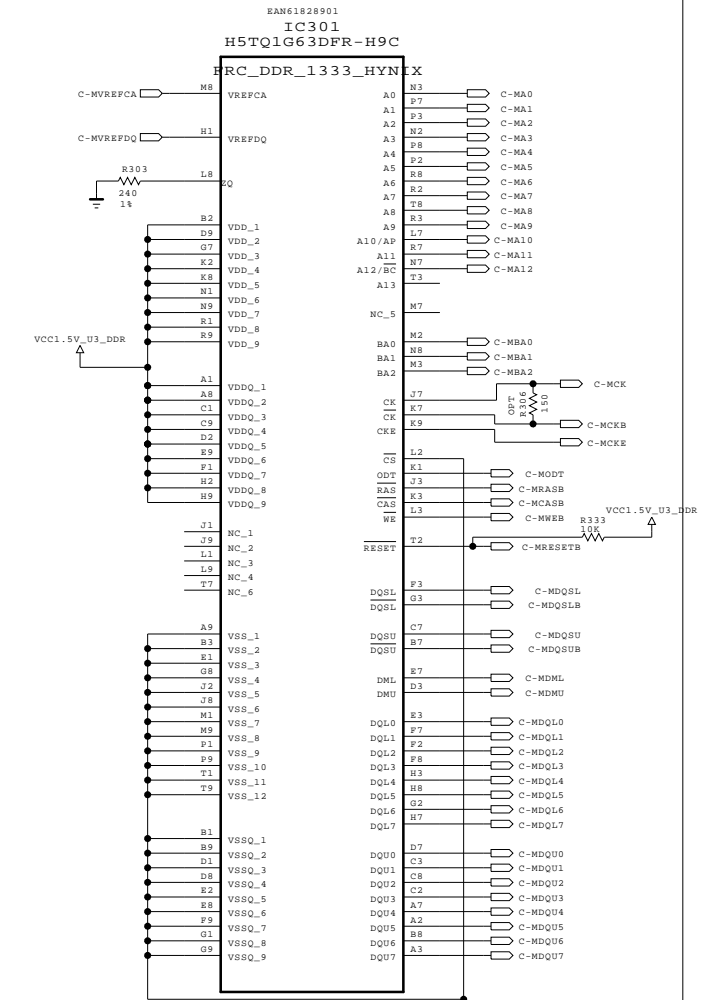 EAN61828901
IC301
H5TQ1G63DFR-H9C
FRC_DDR_1333_HYNIX
C-MVREFCA M8 VREFCA
C-MVREFDQ H1 VREFDQ
R303 L8 ZQ
240
1%
B2 VDD_1
D9 VDD_2
G7 VDD_3
K2 VDD_4
K8 VDD_5
N1 VDD_6
N9 VDD_7
R1 VDD_8
R9 VDD_9
VCC1.5V_U3_DDR
A1 VDDQ_1
A8 VDDQ_2
C1 VDDQ_3
C9 VDDQ_4
D2 VDDQ_5
E9 VDDQ_6
F1 VDDQ_7
H2 VDDQ_8
H9 VDDQ_9
J1 NC_1
J9 NC_2
L1 NC_3
L9 NC_4
T7 NC_6
A9 VSS_1
B3 VSS_2
E1 VSS_3
G8 VSS_4
J2 VSS_5
J8 VSS_6
M1 VSS_7
M9 VSS_8
P1 VSS_9
P9 VSS_10
T1 VSS_11
T9 VSS_12
B1 VSSQ_1
B9 VSSQ_2
D1 VSSQ_3
D8 VSSQ_4
E2 VSSQ_5
E8 VSSQ_6
F9 VSSQ_7
G1 VSSQ_8
G9 VSSQ_9
A0 N3 C-MA0
A1 P7 C-MA1
A2 P3 C-MA2
A3 N2 C-MA3
A4 P8 C-MA4
A5 P2 C-MA5
A6 R8 C-MA6
A7 R2 C-MA7
A8 T8 C-MA8
A9 R3 C-MA9
A10/AP L7 C-MA10
A11 R7 C-MA11
A12/BC N7 C-MA12
A13 T3
NC_5 M7
BA0 M2 C-MBA0
BA1 N8 C-MBA1
BA2 M3 C-MBA2
CK J7 C-MCK
OPT
R306
150
CK K7 C-MCKB
CKE K9 C-MCKE
CS L2
ODT K1 C-MODT
RAS J3 C-MRASB
CAS K3 C-MCASB
WE L3 C-MWEB
VCC1.5V_U3_DDR
R333
10K
RESET T2 C-MRESETB
DQSL F3 C-MDQSL
DQSL G3 C-MDQSLB
DQSU C7 C-MDQSU
DQSU B7 C-MDQSUB
DML E7 C-MDML
DMU D3 C-MDMU
DQL0 E3 C-MDQL0
DQL1 F7 C-MDQL1
DQL2 F2 C-MDQL2
DQL3 F8 C-MDQL3
DQL4 H3 C-MDQL4
DQL5 H8 C-MDQL5
DQL6 G2 C-MDQL6
DQL7 H7 C-MDQL7
DQU0 D7 C-MDQU0
DQU1 C3 C-MDQU1
DQU2 C8 C-MDQU2
DQU3 C2 C-MDQU3
DQU4 A7 C-MDQU4
DQU5 A2 C-MDQU5
DQU6 B8 C-MDQU6
DQU7 A3 C-MDQU7